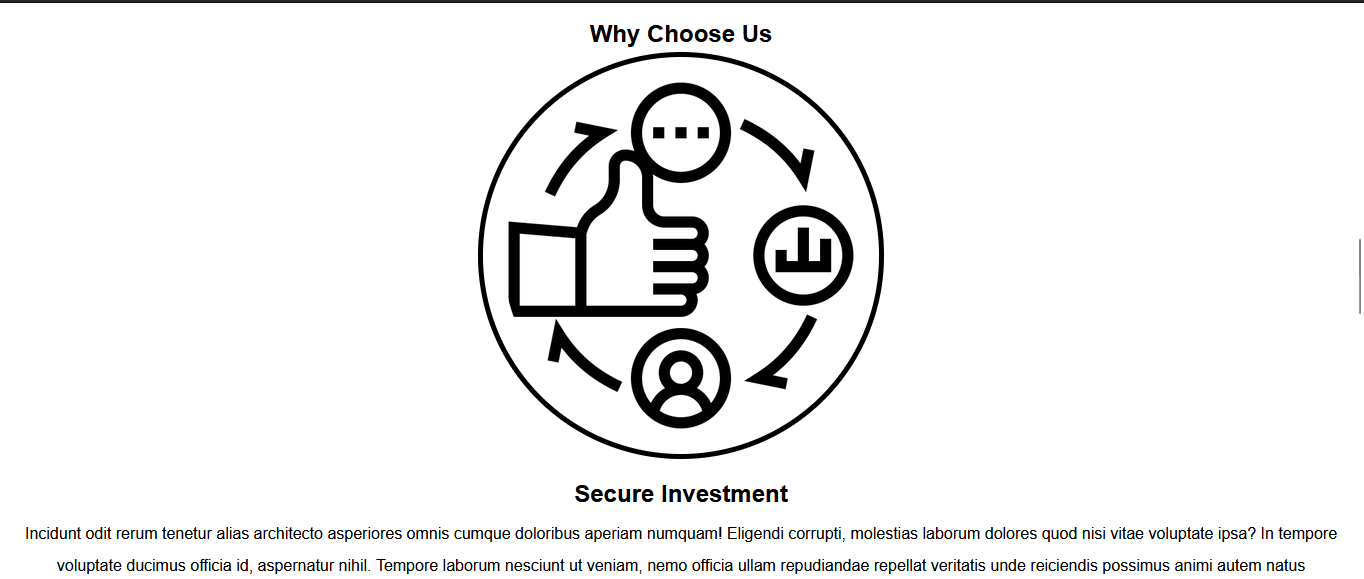 Why Choose Us
Secure Investment
Incidunt odit rerum tenetur alias architecto asperiores omnis cumque doloribus aperiam numquam! Eligendi corrupti, molestias laborum dolores quod nisi vitae voluptate ipsa? In tempore
voluptate ducimus officia id, aspernatur nihil. Tempore laborum nesciunt ut veniam, nemo officia ullam repudiandae repellat veritatis unde reiciendis possimus animi autem natus